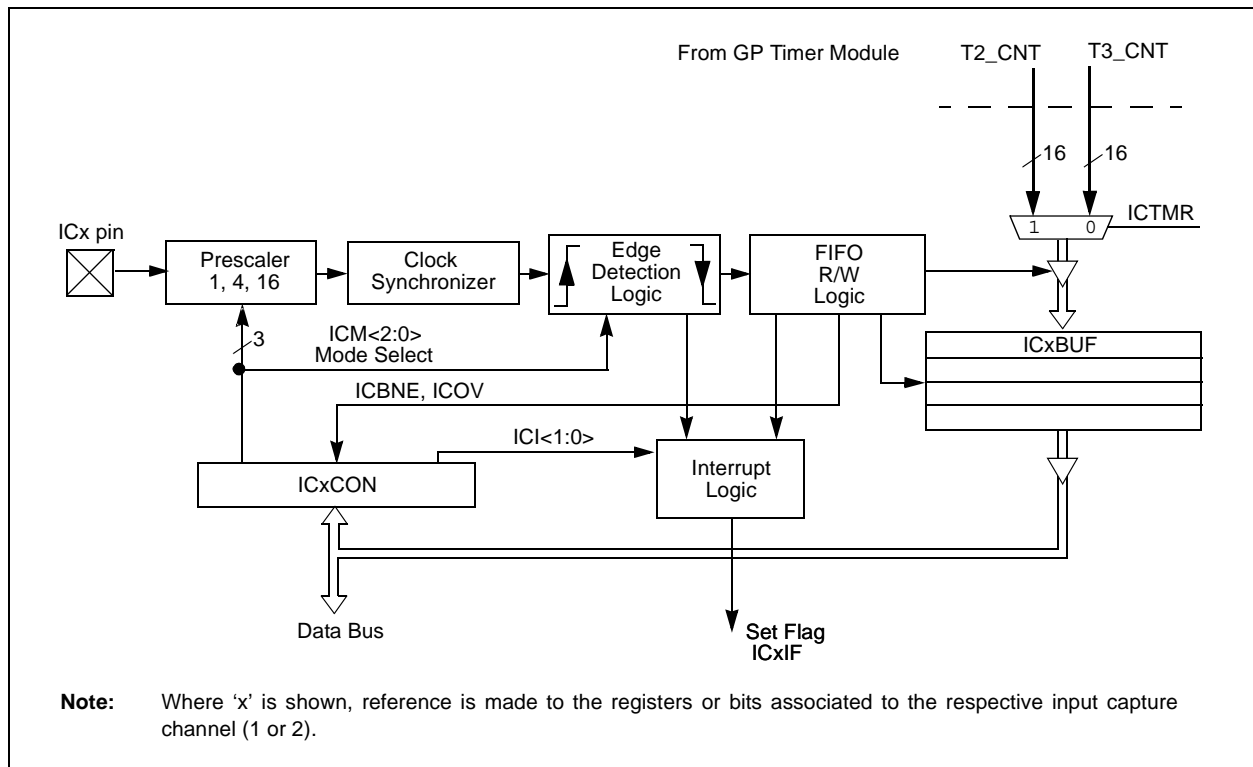 From GP Timer Module
T2_CNT
T3_CNT
16
16
ICx pin
1 0
ICTMR
Prescaler
1, 4, 16
Clock
Synchronizer
Edge
Detection
Logic
FIFO
R/W
Logic
3
ICM<2:0>
Mode Select
ICxBUF
ICBNE, ICOV
ICI<1:0>
Interrupt
Logic
ICxCON
Data Bus
Set Flag
ICxIF
Note: Where ‘x’ is shown, reference is made to the registers or bits associated to the respective input capture
channel (1 or 2).